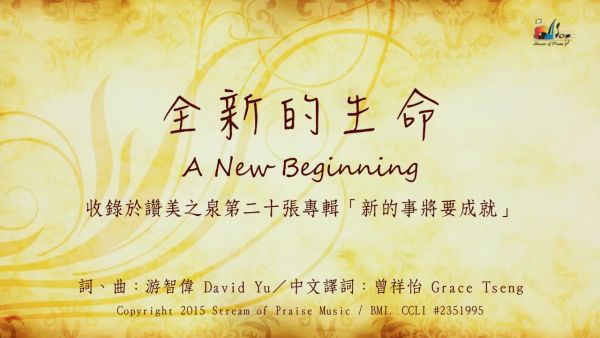 Stream of Praise
全新的生命
A New Beginning
收錄於讚美之泉第二十張專輯「新的事將要成就」
詞、曲：游智偉 David Yu／中文譯詞：曾祥怡 Grace Tseng
Copyright 2015 Stream of Praise Music / BMI. CCLI #2351995